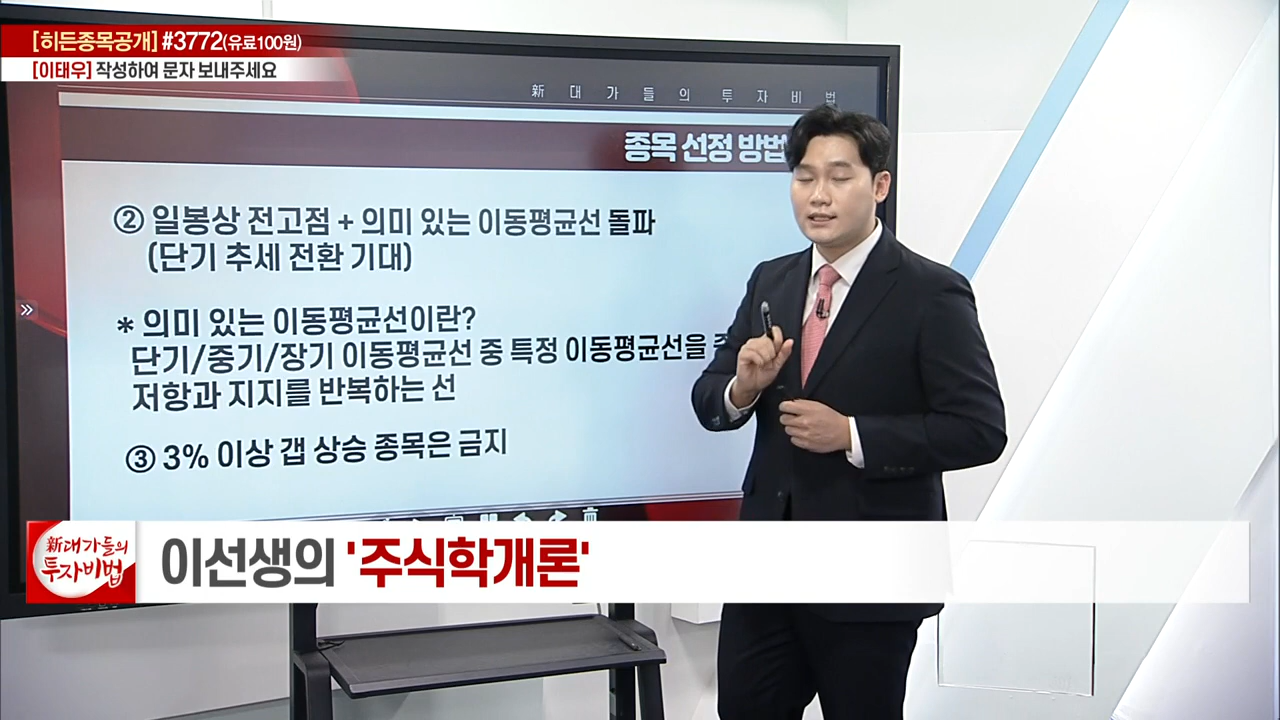 [히든종목공개] #3772(유료100원)
[이태우] 작성하여 문자 보내주세요
新 대 가 들 의 투 자 비 법
종목 선정 방법
② 일봉상 전고점 + 의미 있는 이동평균선 돌파
(단기 추세 전환 기대)
* 의미 있는 이동평균선이란?
단기/중기/장기 이동평균선 중 특정 이동평균선을
저항과 지지를 반복하는 선
③ 3% 이상 갭 상승 종목은 금지
新대가들의
투자비법
이선생의 '주식학개론'